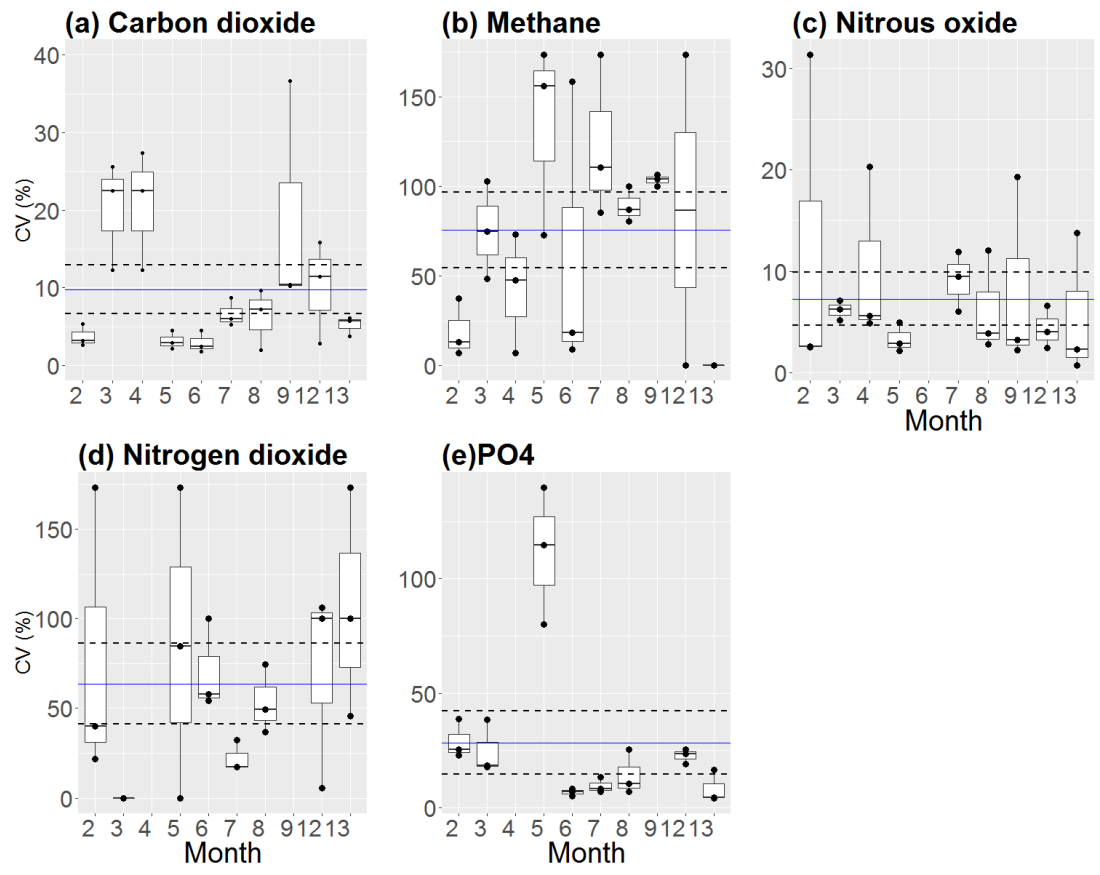 (a) Carbon dioxide
(b) Methane
(c) Nitrous oxide
CV (%)
40
30
20
10
0
150
100
50
0
30
20
10
0
2 3 4 5 6 7 8 9 12 13
2 3 4 5 6 7 8 9 12 13
2 3 4 5 6 7 8 9 12 13
Month
(d) Nitrogen dioxide
(e)PO4
CV (%)
150
100
50
0
100
50
0
2 3 4 5 6 7 8 9 12 13
2 3 4 5 6 7 8 9 12 13
Month
Month